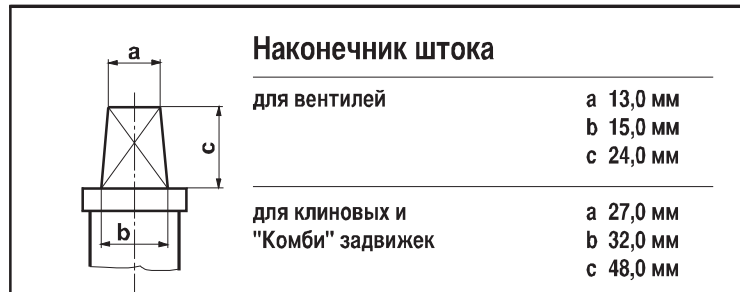 Наконечник штока
a
c
b
для вентилей a 13,0 мм
b 15,0 мм
c 24,0 мм
для клиновых и a 27,0 мм
"Комби" задвижек b 32,0 мм
c 48,0 мм